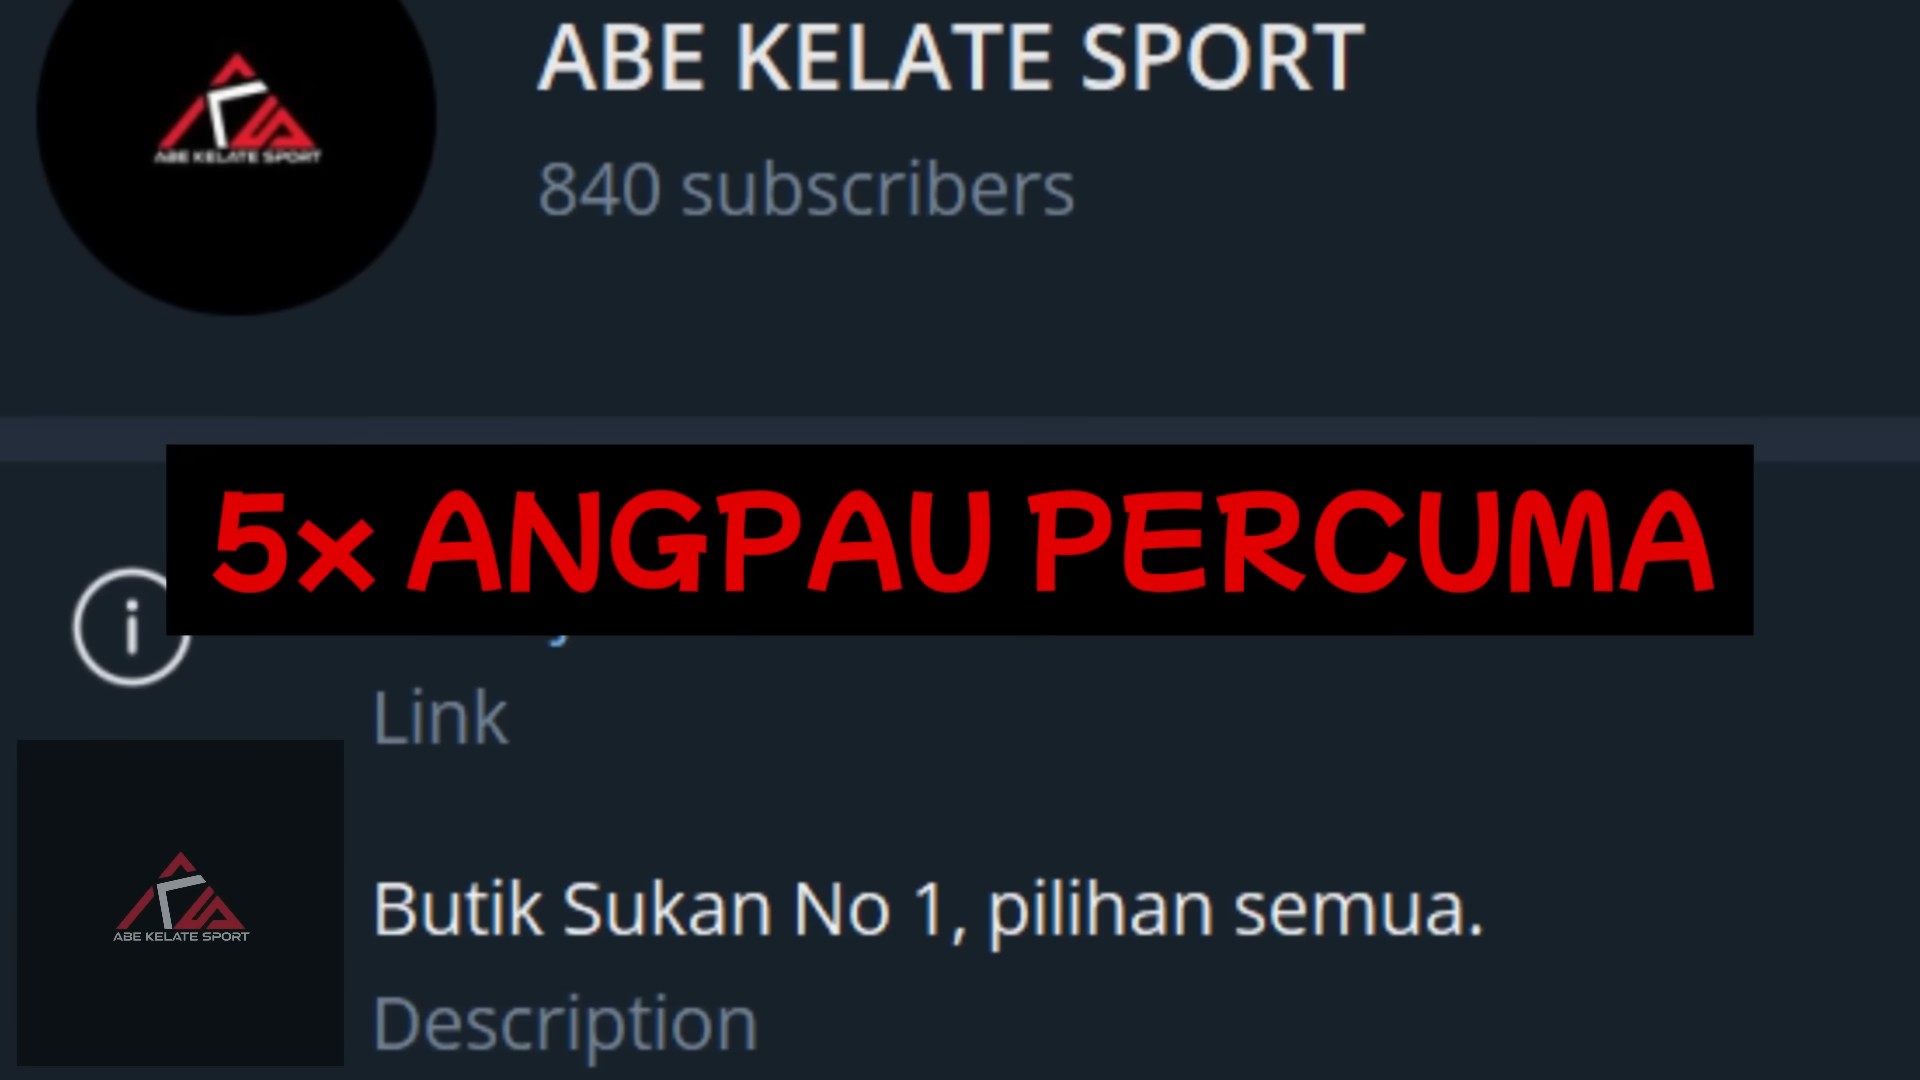 ABE KELATE SPORT
840 subscribers
ABE KELATE SPORT
5x ANGPAU PERCUMA
Link
ABE KELATE SPORT
Butik Sukan No 1, pilihan semua.
Description